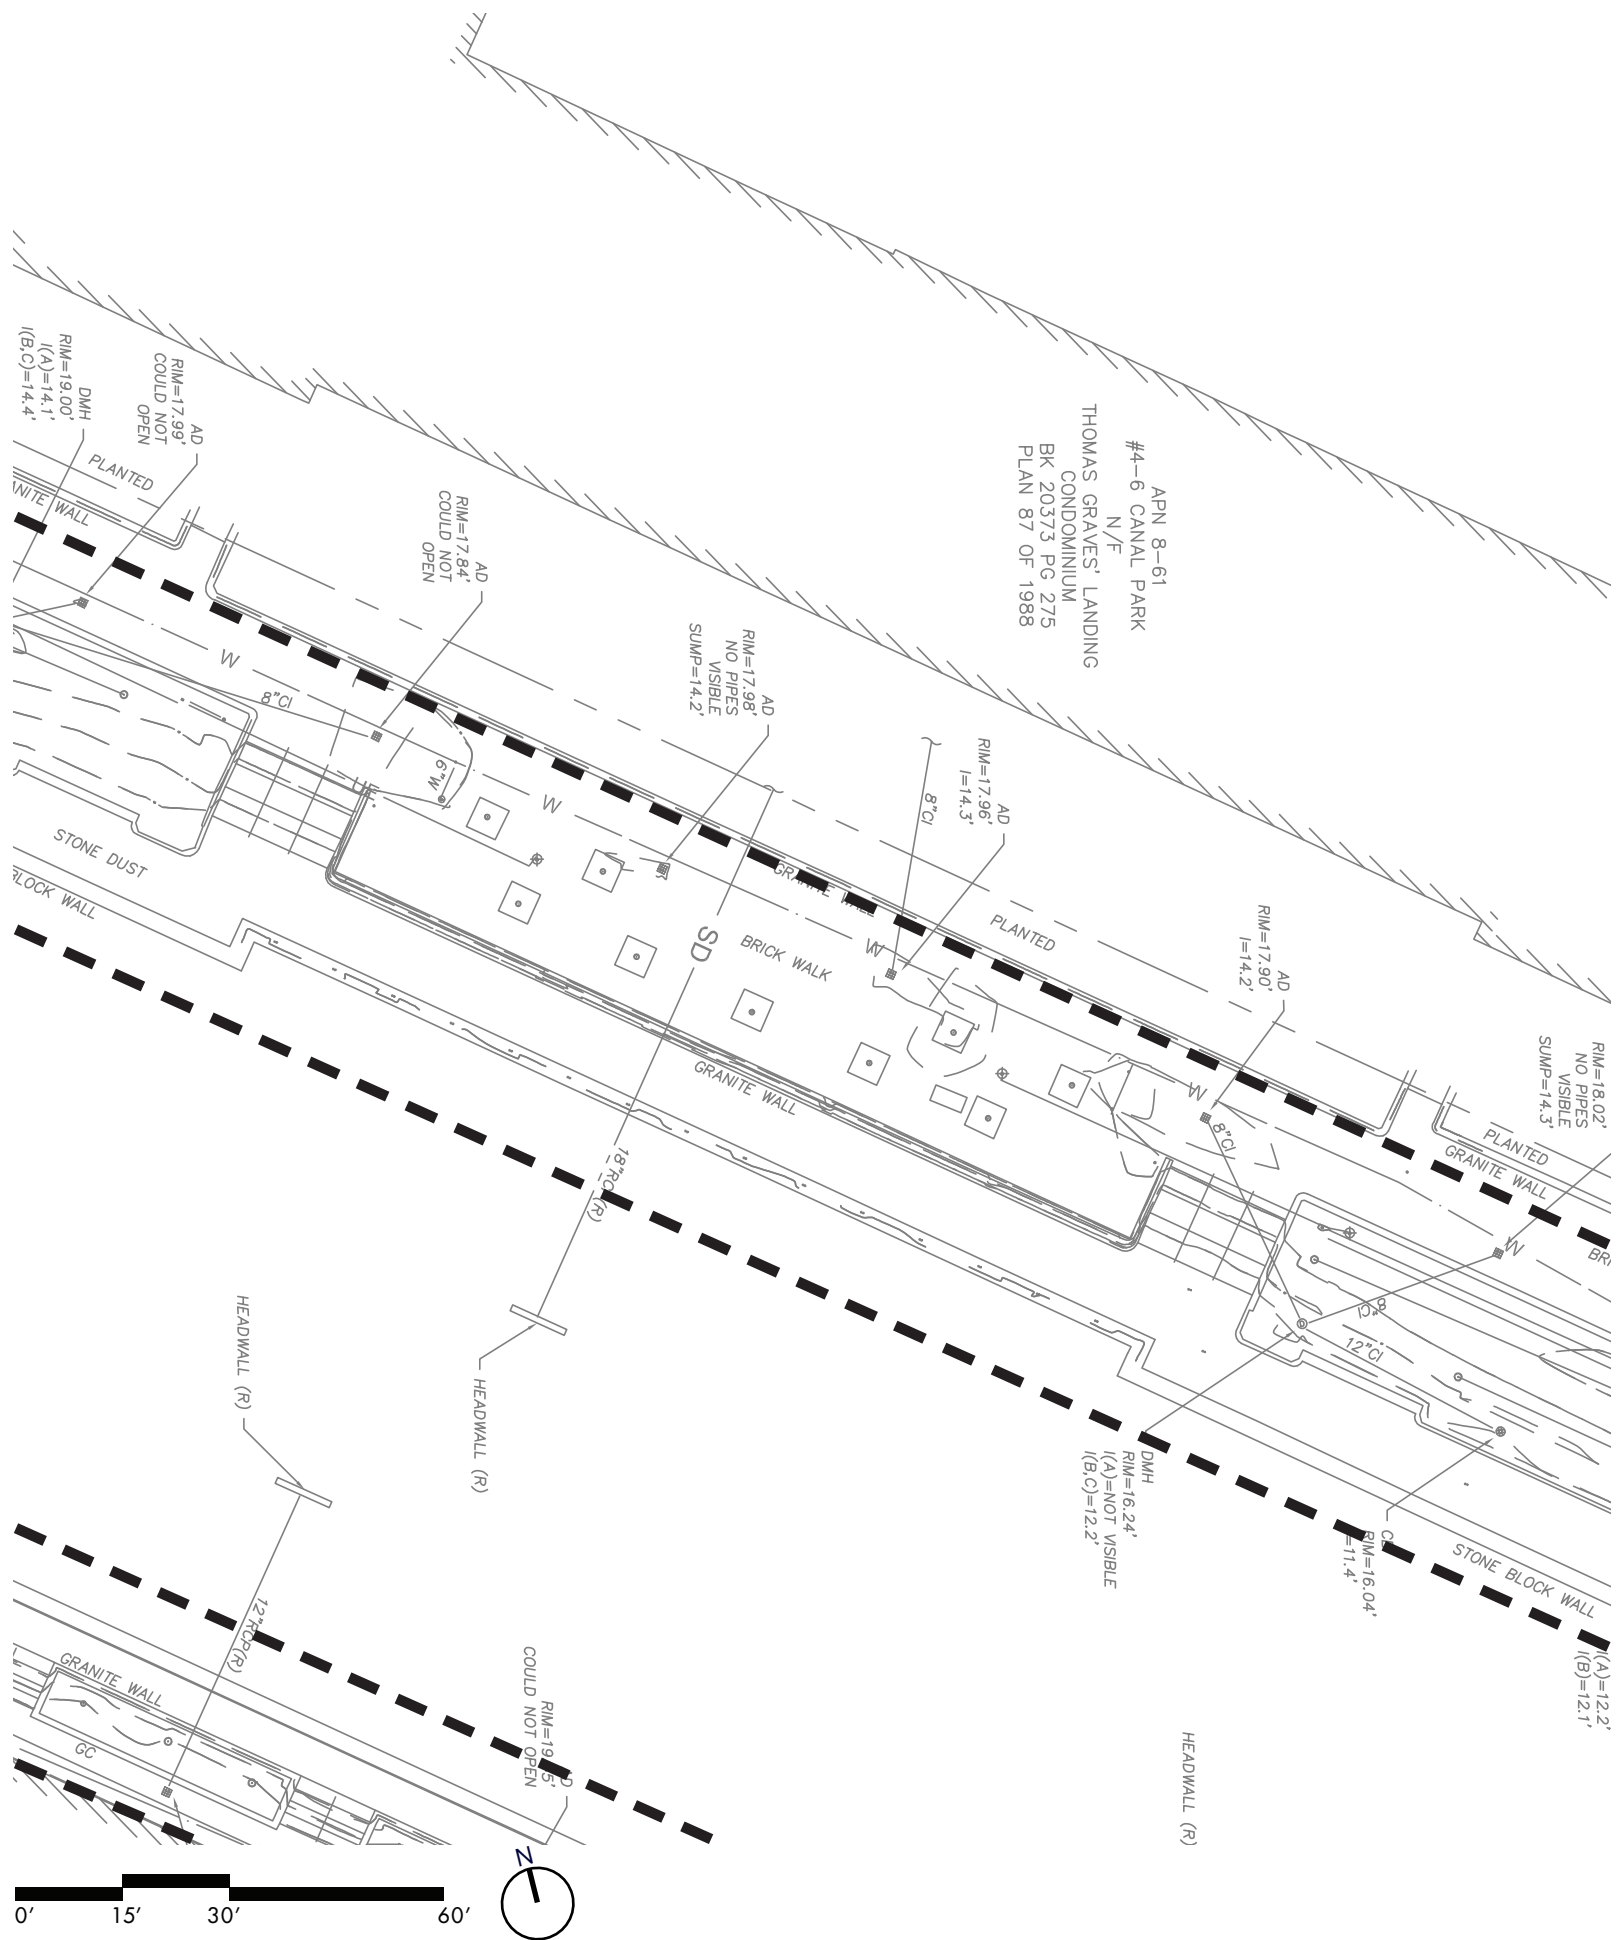 APN 8-61
#4-6 CANAL PARK
N/F
THOMAS GRAVES' LANDING
CONDOMINIUM
BK 20373 PG 275
PLAN 87 OF 1988
DMH
RIM=19.00'
I(A)=14.1'
I(B,C)=14.4'
AD
RIM=17.99'
COULD NOT
OPEN
PLANTED
WALL
AD
RIM=17.84'
COULD NOT
OPEN
W
8"CI
6"W
AD
RIM=17.98'
NO PIPES
VISIBLE
SUMP=14.2'
W
STONE DUST
BLOCK WALL
AD
RIM=17.96'
I=14.3'
8"CI
GRANITE WALL
PLANTED
SD
BRICK WALK
W
AD
RIM=17.90'
I=14.2'
RIM=18.02'
NO PIPES
VISIBLE
SUMP=14.3'
GRANITE WALL
W
8"CI
PLANTED
GRANITE WALL
18"RCP(R)
W
8"CI
12"CI
HEADWALL (R)
HEADWALL (R)
DMH
RIM=16.24'
I(A)=NOT VISIBLE
I(B,C)=12.2'
RIM=16.04'
=11.4'
STONE BLOCK WALL
I(A)=12.2'
I(B)=12.1'
12"RCP(R)
GRANITE WALL
GC
COULD NOT OPEN
HEADWALL (R)
N
0' 15' 30' 60'